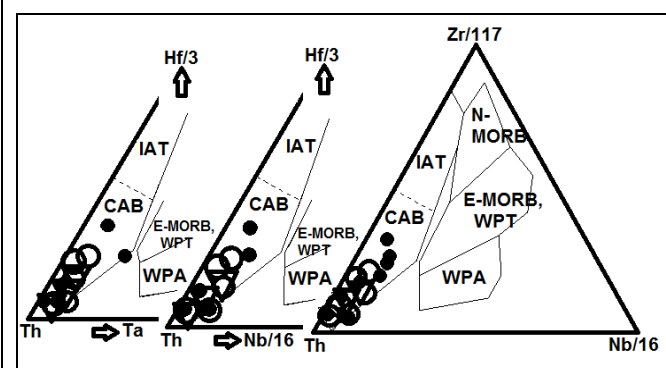 Hf/3
IAT
CAB
E-MORB,
WPT
WPA
Th
Ta
Hf/3
IAT
CAB
E-MORB,
WPT
WPA
Th
Nb/16
Zr/117
N-
MORB
IAT
E-MORB,
WPT
CAB
WPA
Th
Nb/16